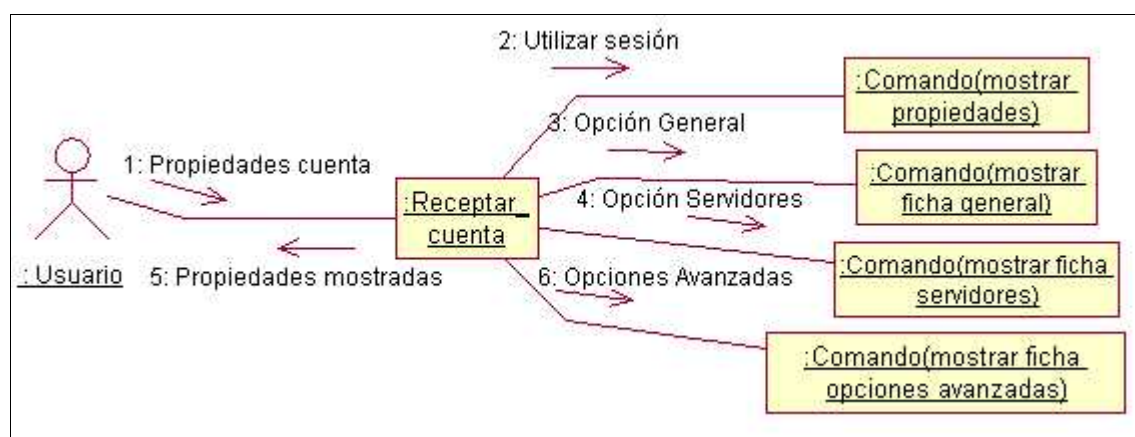 2: Utilizar sesión
:Comando(mostrar
propiedades)
3: Opción General
1: Propiedades cuenta
:Comando(mostrar
ficha general)
:Receptar_
cuenta
4: Opción Servidores
: Usuario
5: Propiedades mostradas
6: Opciones Avanzadas
:Comando(mostrar ficha
servidores)
:Comando(mostrar ficha
opciones avanzadas)